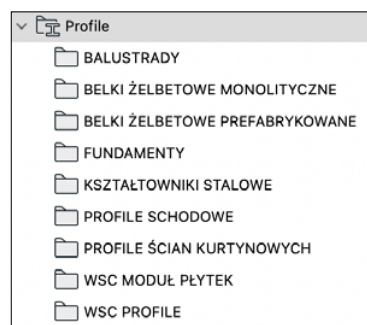 Profile
BALUSTRADY
BELKI ŻELBETOWE MONOLITYCZNE
BELKI ŻELBETOWE PREFABRYKOWANE
FUNDAMENTY
KSZTAŁTOWNIKI STALOWE
PROFILE SCHODOWE
PROFILE ŚCIAN KURTYNOWYCH
WSC MODUŁ PŁYTEK
WSC PROFILE